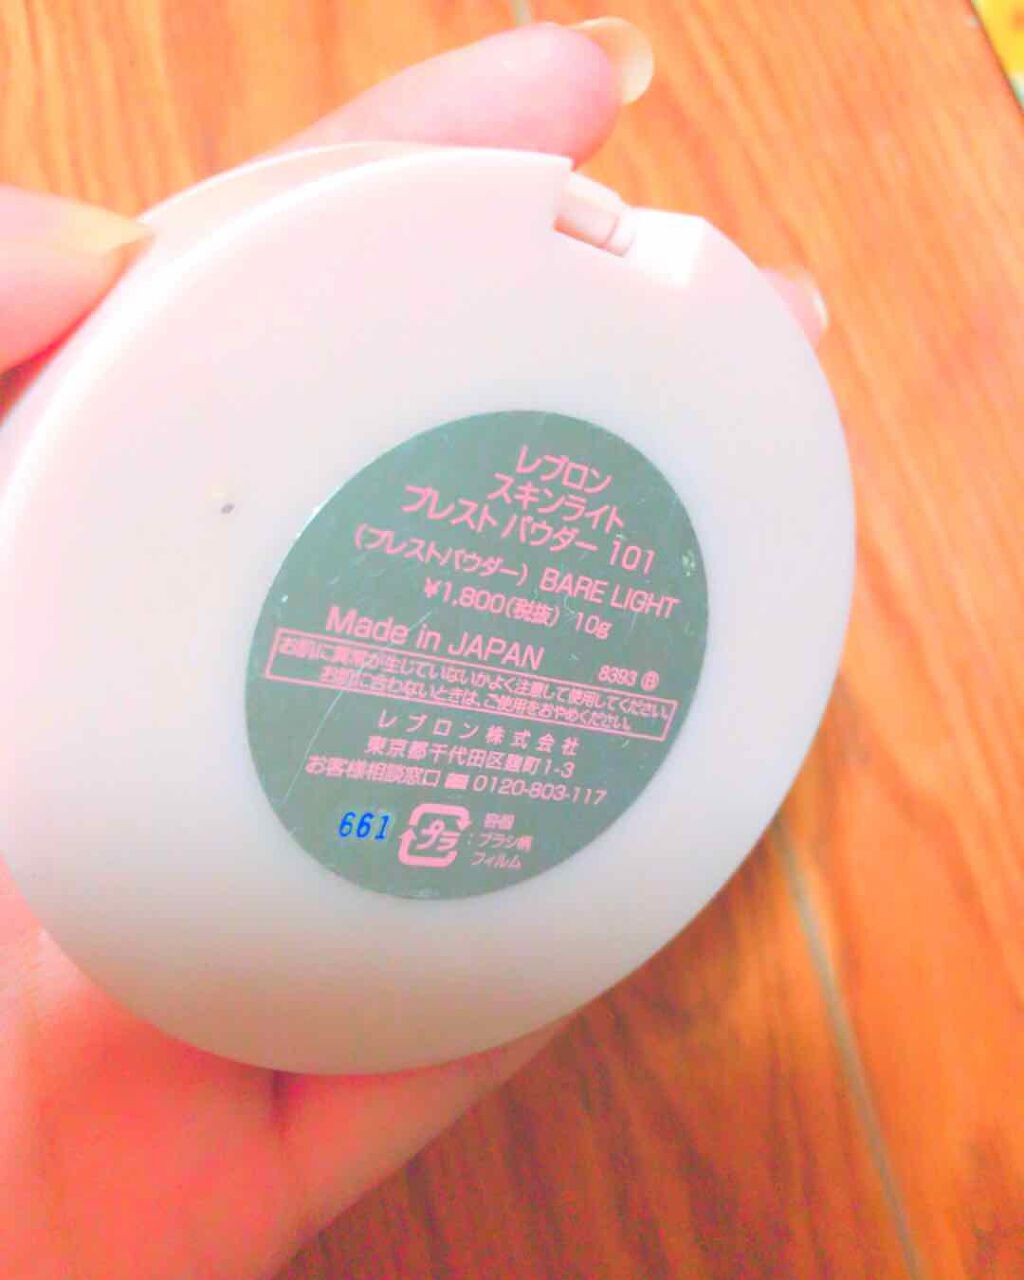 レブロン
スキンライト
プレスト パウダー 101
(プレストパウダー) BARE LIGHT
¥1,800(税抜) 10g
Made in JAPAN
8393 Ⓡ
お肌に異常が生じていないかよく注意して使用してください。
お肌に合わないときは、ご使用をおやめください。
レブロン株式会社
東京都千代田区麹町1-3
お客様相談窓口 0120-803-117
661
プラ
容器
: ブラシ柄
フィルム